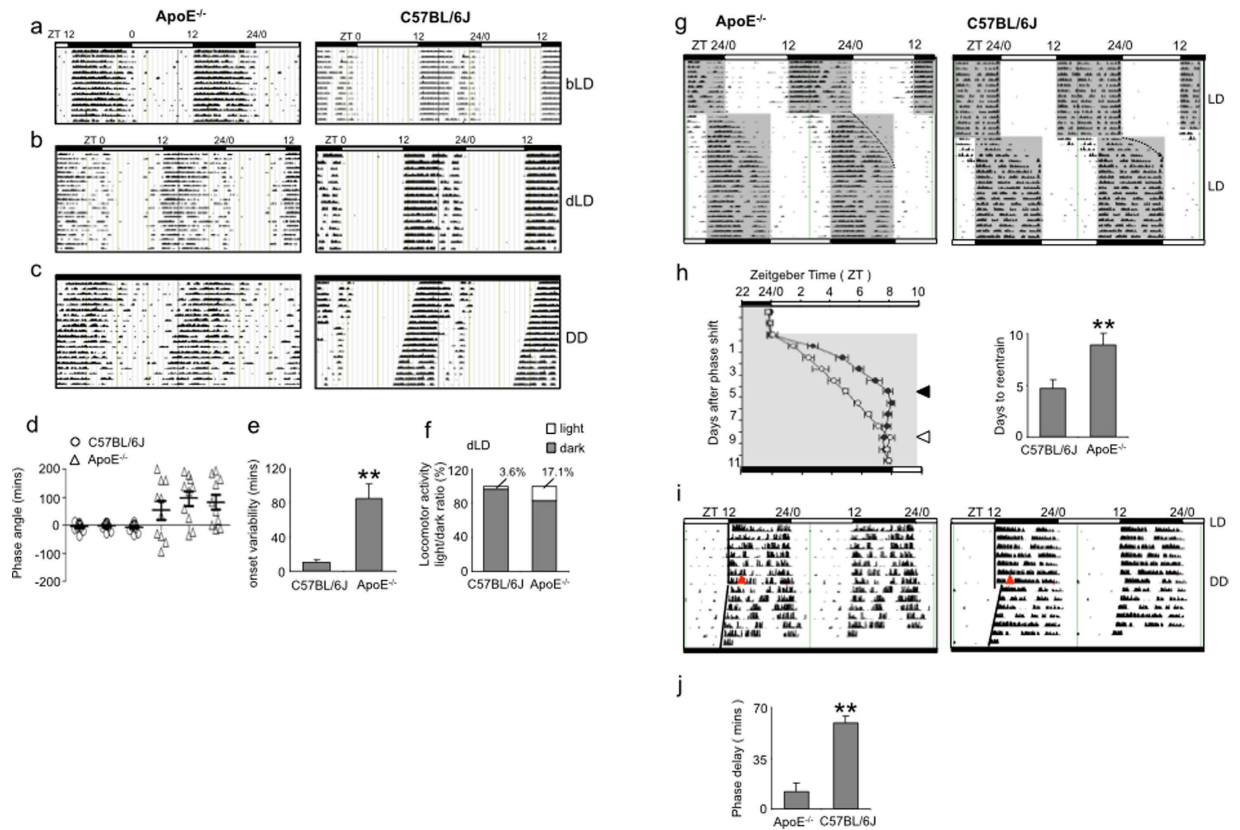 ApoE-/-
C57BL/6J
a
ZT 12 0 12 24/0
ZT 0 12 24/0 12
bLD
b
ZT 0 12 24/0 12
ZT 0 12 24/0 12
dLD
c
DD
d
C57BL/6J
ApoE-/-
Phase angle (mins)
200
100
0
-100
-200
e
onset variability (mins)
120
80
40
0
**
C57BL/6J ApoE-/-
f
dLD
light
dark
Locomotor activity
light/dark ratio (%)
120
80
40
0
3.6% 17.1%
C57BL/6J ApoE-/-
g
ApoE-/-
C57BL/6J
ZT 24/0 12 24/0 12
ZT 24/0 12 24/0 12
LD
LD
h
Zeitgeber Time ( ZT )
22 24/0 2 4 6 8 10
Days after phase shift
1
3
5
7
9
11
Days to reentrain
10
5
0
**
C57BL/6J ApoE-/-
i
ZT 12 24/0 12 24/0
ZT 12 24/0 12 24/0
LD
DD
j
Phase delay ( mins )
70
35
0
**
ApoE-/- C57BL/6J